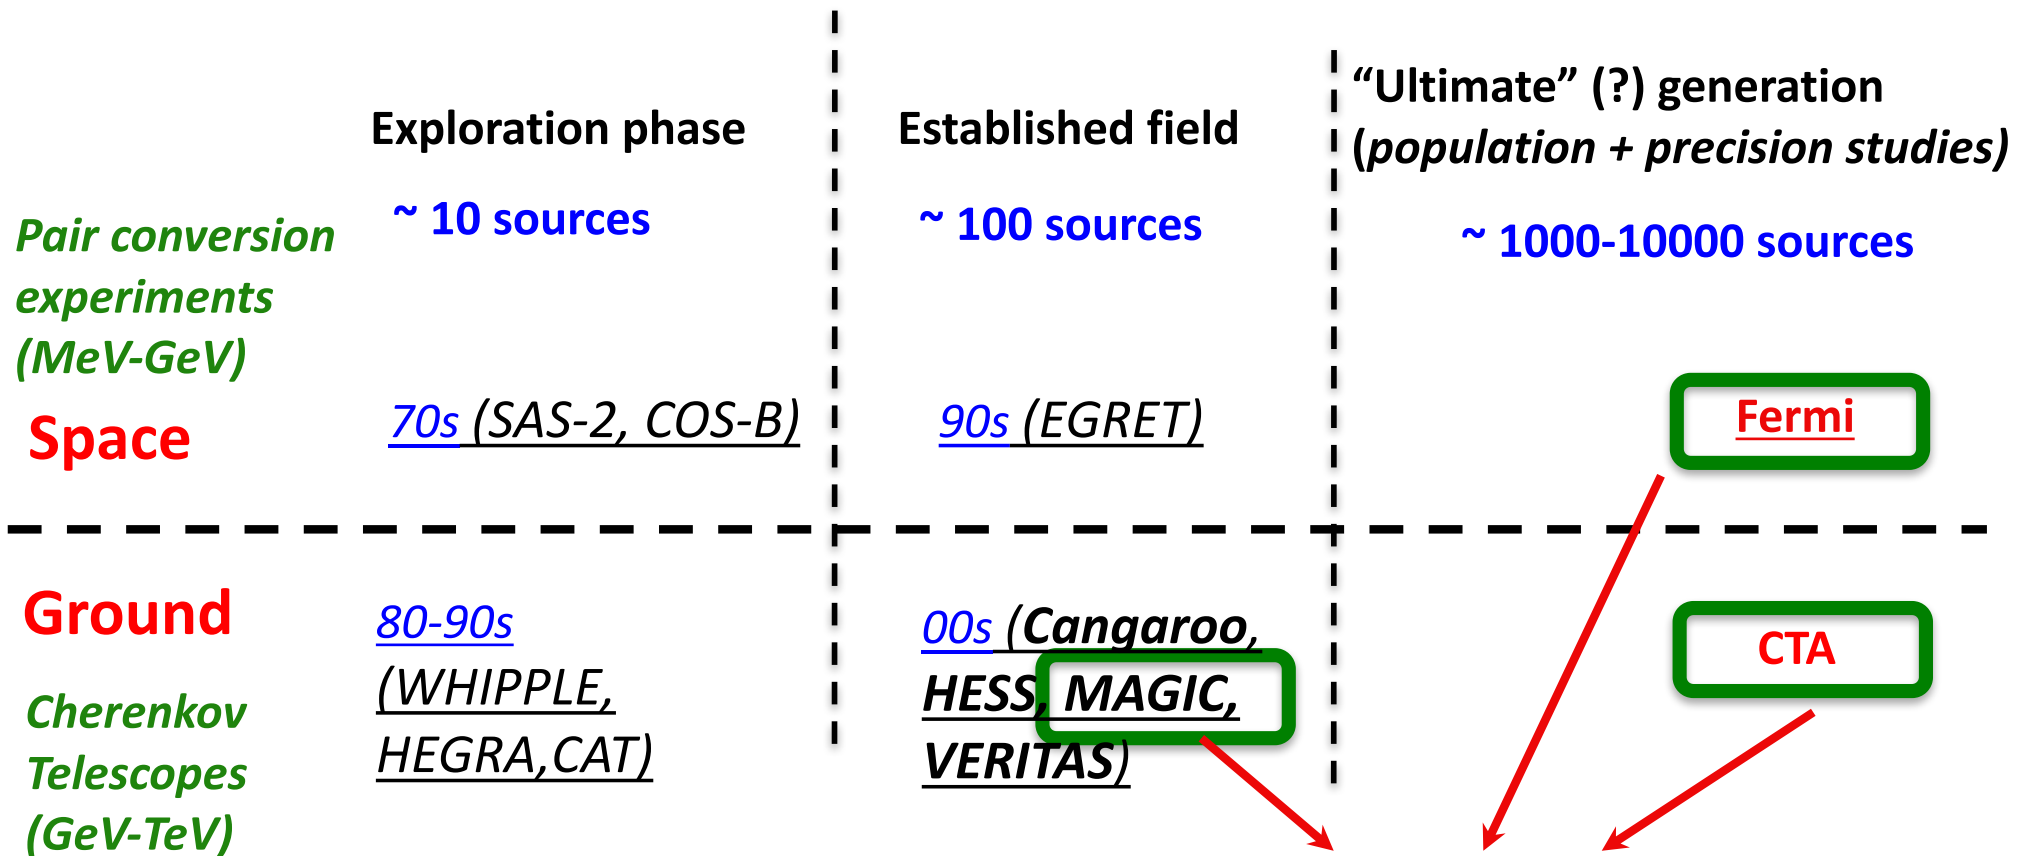 Exploration phase
~ 10 sources
Established field
~ 100 sources
“Ultimate” (?) generation
(population + precision studies)
~ 1000-10000 sources
Pair conversion
experiments
(MeV-GeV)
Space
70s (SAS-2, COS-B)
90s (EGRET)
Fermi
Ground
Cherenkov
Telescopes
(GeV-TeV)
80-90s
(WHIPPLE,
HEGRA,CAT)
00s (Cangaroo,
HESS, MAGIC,
VERITAS)
CTA